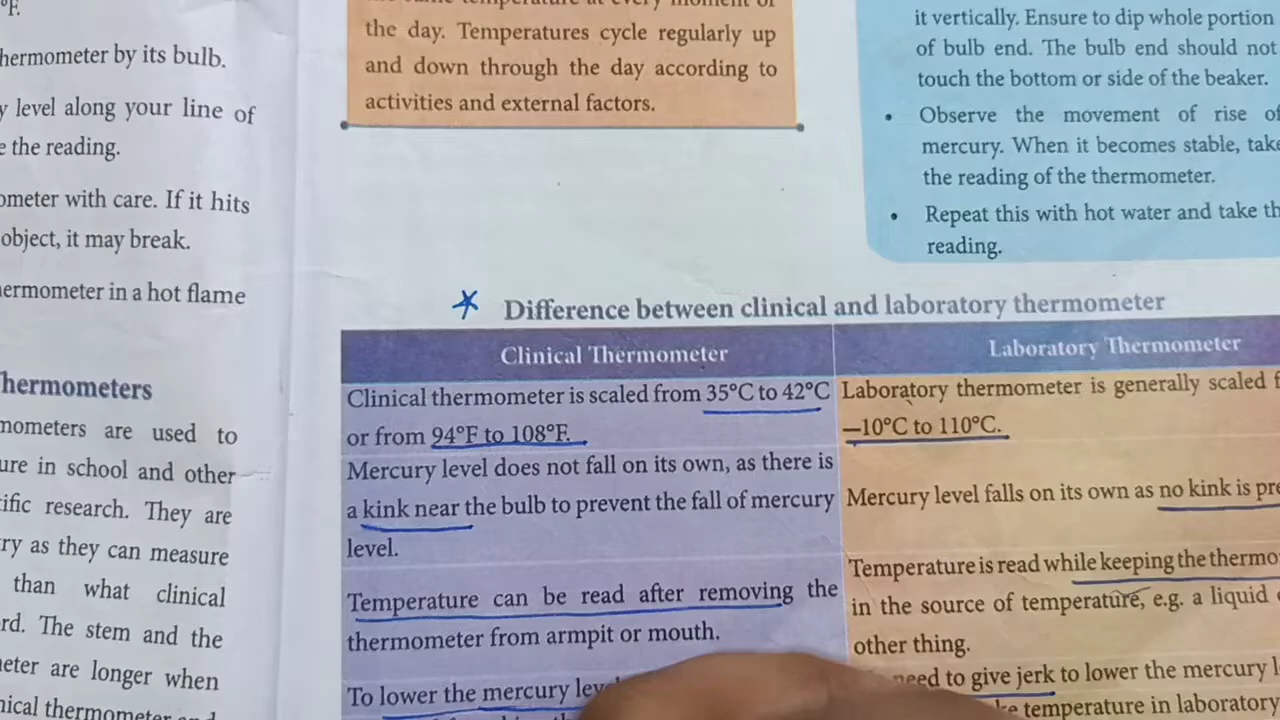 °F.
hermometer by its bulb.
y level along your line of
e the reading.
ometer with care. If it hits
object, it may break.
ermometer in a hot flame
hermometers
mometers are used to
ure in school and other
ific research. They are
ry as they can measure
than what clinical
rd. The stem and the
eter are longer when
nical thermometer and
temperature at every moment of
the day. Temperatures cycle regularly up
and down through the day according to
activities and external factors.
it vertically. Ensure to dip whole portion
of bulb end. The bulb end should not
touch the bottom or side of the beaker.
• Observe the movement of rise of
mercury. When it becomes stable, take
the reading of the thermometer.
• Repeat this with hot water and take th
reading.
Difference between clinical and laboratory thermometer
Clinical Thermometer
Laboratory Thermometer
Clinical thermometer is scaled from 35°C to 42°C
or from 94°F to 108°F.
Laboratory thermometer is generally scaled f
–10°C to 110°C.
Mercury level does not fall on its own, as there is
a kink near the bulb to prevent the fall of mercury
level.
Mercury level falls on its own as no kink is pre
Temperature can be read after removing the
thermometer from armpit or mouth.
Temperature is read while keeping the thermo
in the source of temperature, e.g. a liquid
other thing.
To lower the mercury lev
need to give jerk to lower the mercury l
temperature in laboratory